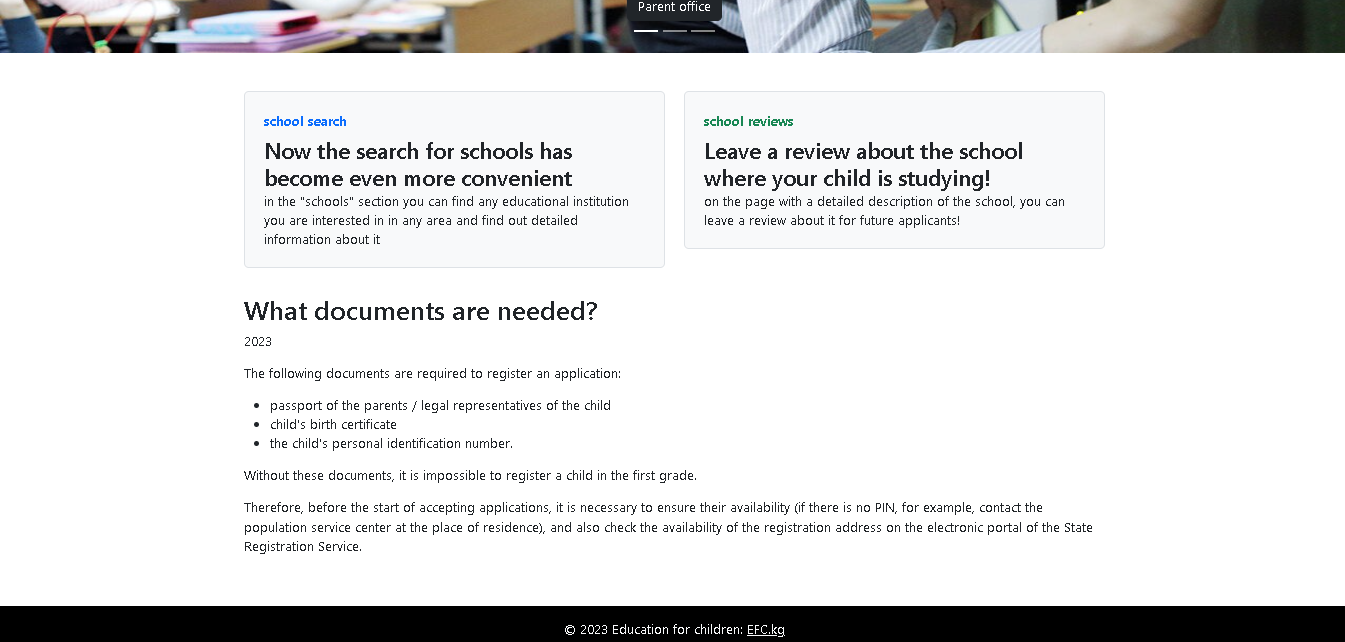 Parent office
school search
Now the search for schools has
become even more convenient
in the "schools" section you can find any educational institution
you are interested in in any area and find out detailed
information about it
school reviews
Leave a review about the school
where your child is studying!
on the page with a detailed description of the school, you can
leave a review about it for future applicants!
What documents are needed?
2023
The following documents are required to register an application:
• passport of the parents / legal representatives of the child
• child's birth certificate
• the child's personal identification number.
Without these documents, it is impossible to register a child in the first grade.
Therefore, before the start of accepting applications, it is necessary to ensure their availability (if there is no PIN, for example, contact the
population service center at the place of residence), and also check the availability of the registration address on the electronic portal of the State
Registration Service.
© 2023 Education for children: EFC.kg